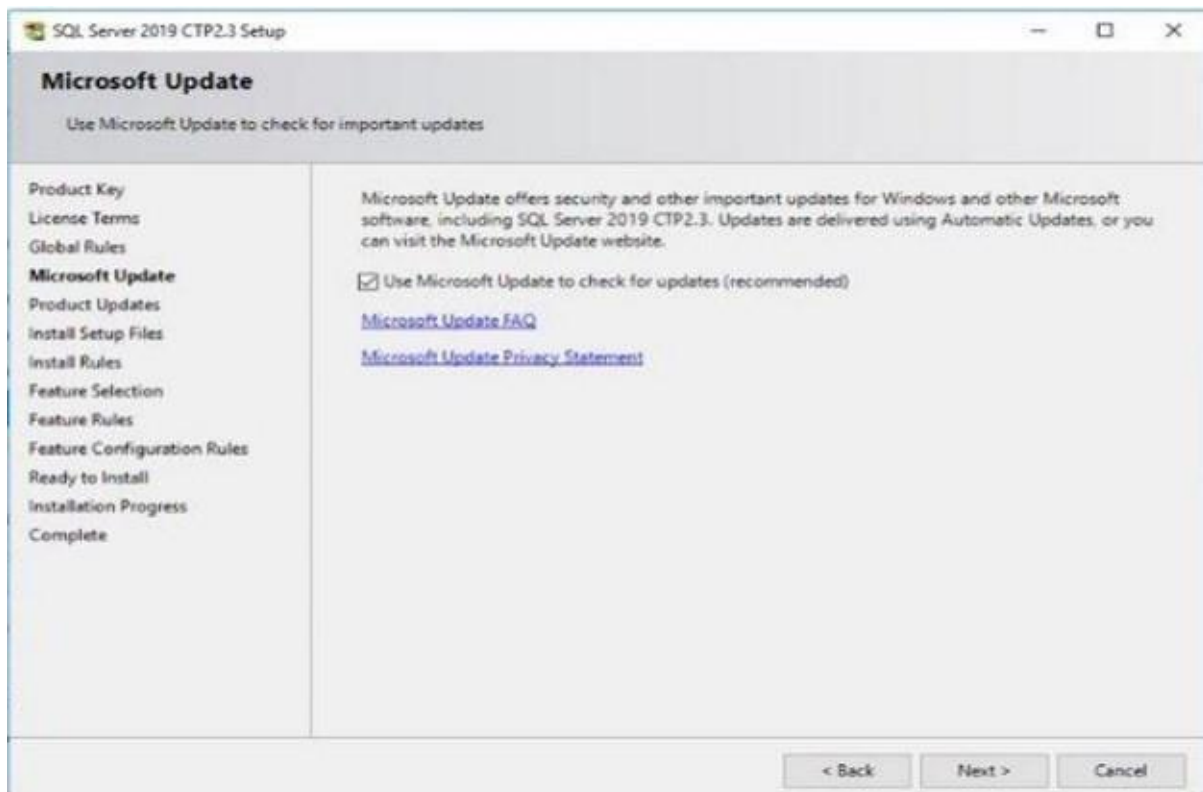 SQL Server 2019 CTP2.3 Setup
Microsoft Update
Use Microsoft Update to check for important updates
Product Key
License Terms
Global Rules
Microsoft Update
Product Updates
Install Setup Files
Install Rules
Feature Selection
Feature Rules
Feature Configuration Rules
Ready to Install
Installation Progress
Complete
Microsoft Update offers security and other important updates for Windows and other Microsoft
software, including SQL Server 2019 CTP2.3. Updates are delivered using Automatic Updates, or you
can visit the Microsoft Update website.
Use Microsoft Update to check for updates (recommended)
Microsoft Update FAQ
Microsoft Update Privacy Statement
< Back
Next >
Cancel